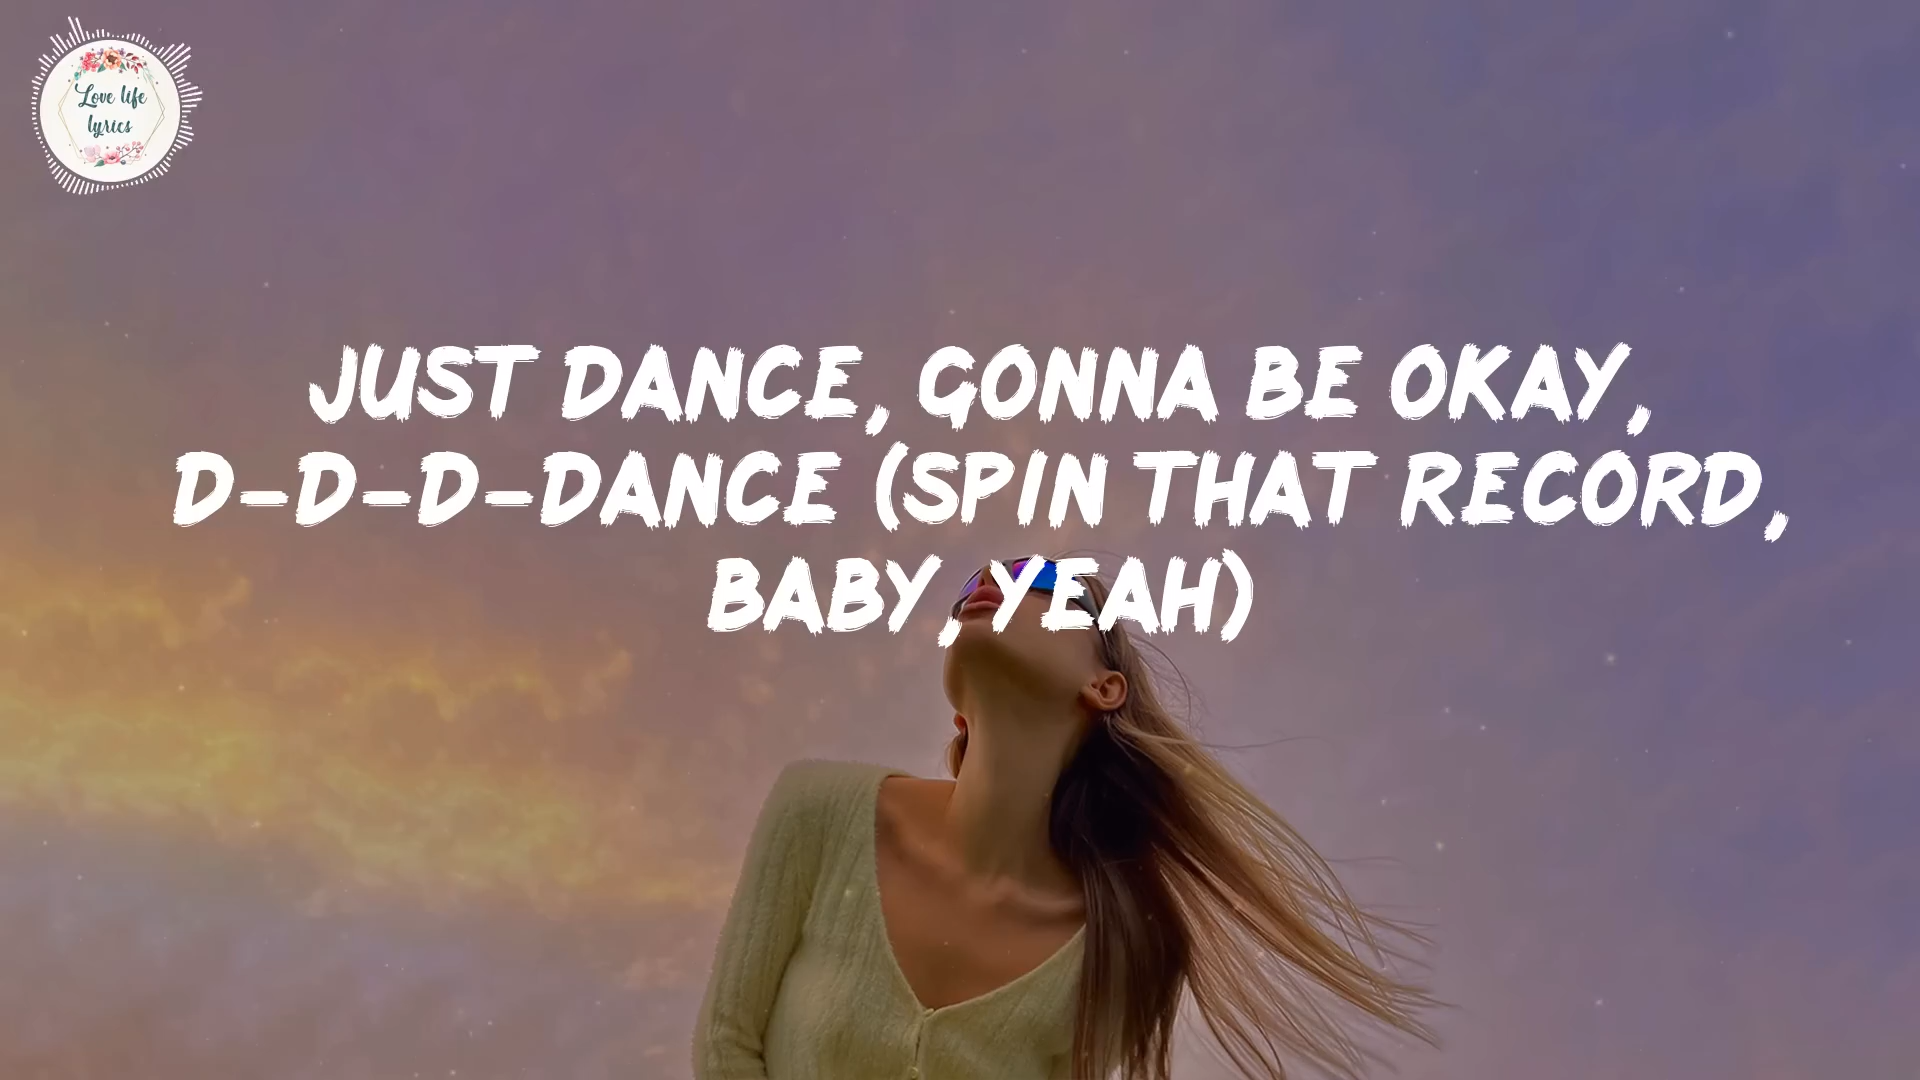 Love life
lyrics
JUST DANCE, GONNA BE OKAY,
D-D-D-DANCE (SPIN THAT RECORD,
BABY, YEAH)